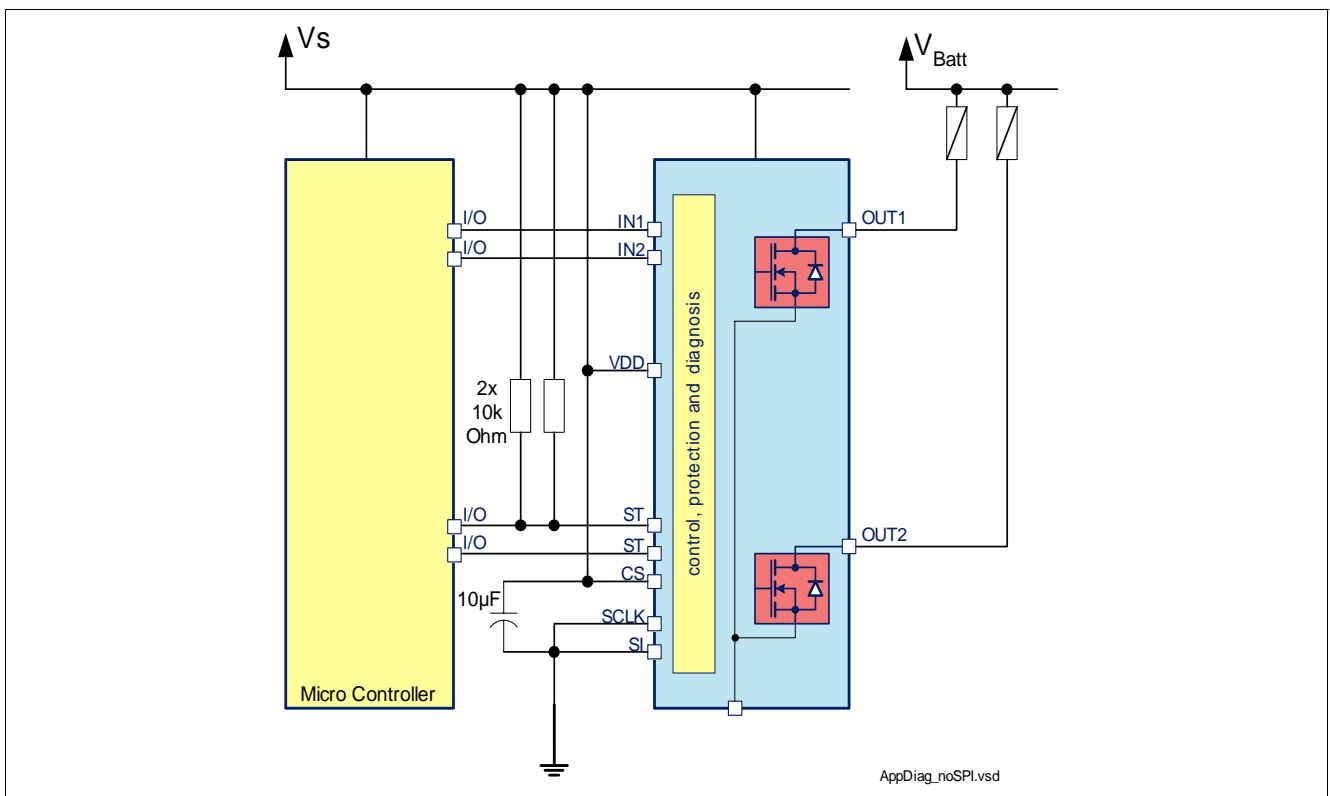 Vs
V Batt
I/O
I/O
IN1
IN2
OUT1
VDD
2x
10k
Ohm
control, protection and diagnosis
I/O
I/O
ST
ST
CS
OUT2
10µF
SCLK
SI
Micro Controller
AppDiag_noSPI.vsd